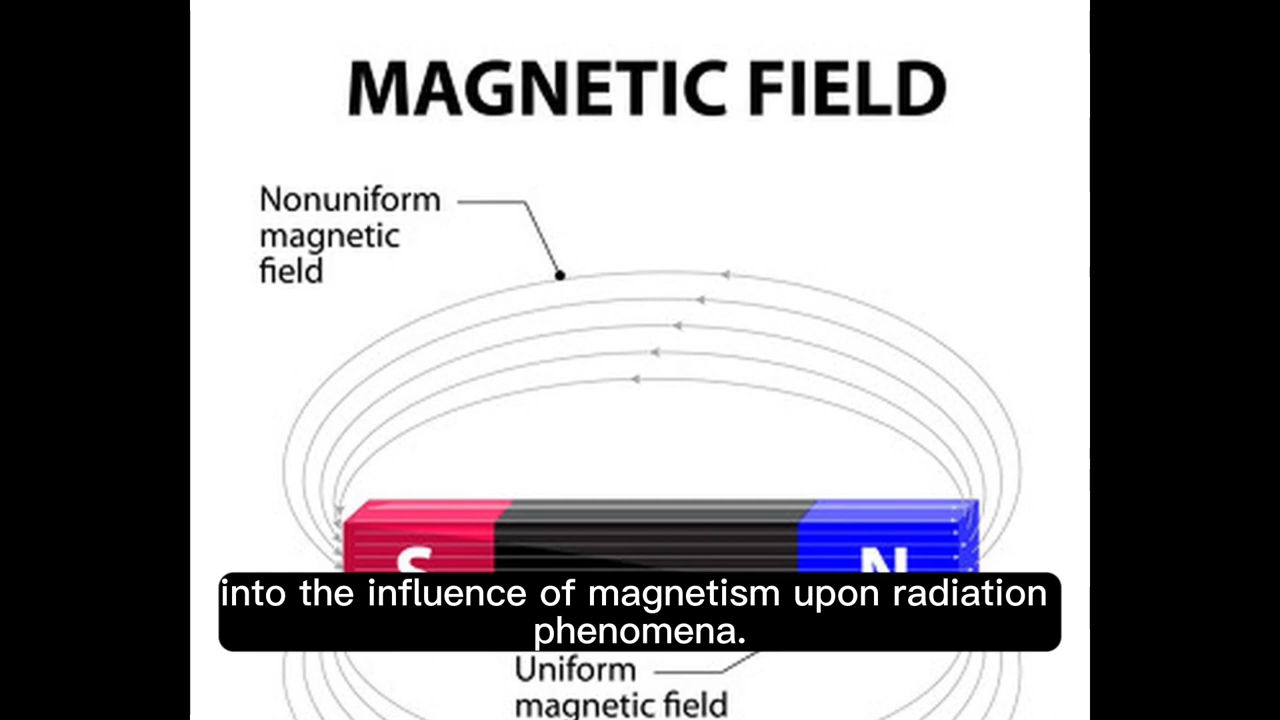 MAGNETIC FIELD
Nonuniform
magnetic
field
S
N
into the influence of magnetism upon radiation
phenomena.
Uniform
magnetic field